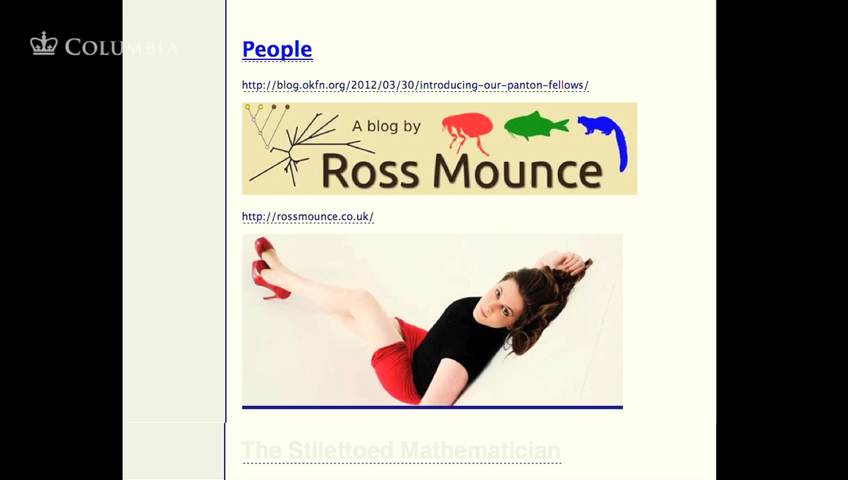 COLUMBIA
People
http://blog.okfn.org/2012/03/30/introducing-our-panton-fellows/
A blog by
Ross Mounce
http://rossmounce.co.uk/
The Stilettoed Mathematician